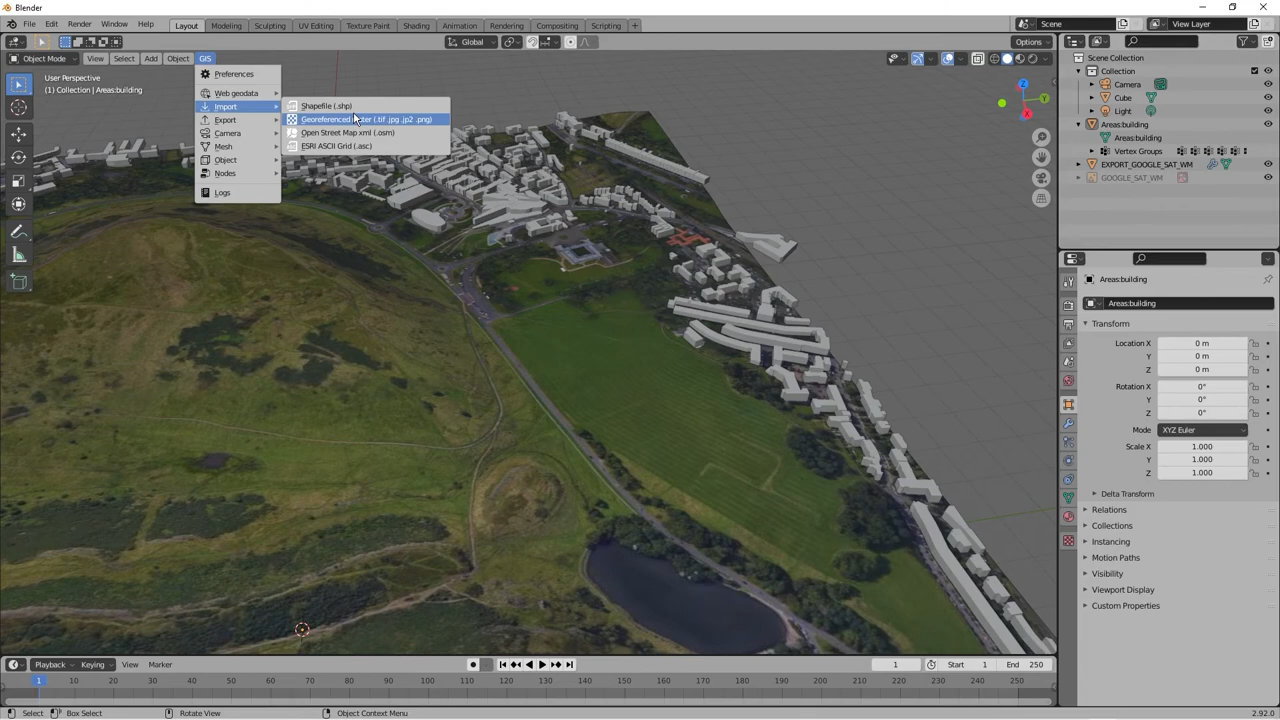 Blender
File Edit Render Window Help
Layout Modeling Sculpting UV Editing Texture Paint Shading Animation Rendering Compositing Scripting +
Scene
View Layer
Global
Options
Object Mode View Select Add Object GIS
User Perspective
(1) Collection | Areas:building
Preferences
Web geodata
Import
Export
Camera
Mesh
Object
Nodes
Logs
Shapefile (.shp)
Georeferenced (.tif .jpg .jp2 .png)
Open Street Map xml (.osm)
ESRI ASCII Grid (.asc)
Z
Y
X
Scene Collection
Collection
Camera
Cube
Light
Areas:building
Areas:building
Vertex Groups
EXPORT_GOOGLE_SAT_WM
GOOGLE_SAT_WM
Areas:building
Areas:building
Transform
Location X 0 m
Y 0 m
Z 0 m
Rotation X 0°
Y 0°
Z 0°
Mode XYZ Euler
Scale X 1.000
Y 1.000
Z 1.000
Delta Transform
Relations
Collections
Instancing
Motion Paths
Visibility
Viewport Display
Custom Properties
Playback Keying View Marker
1 Start 1 End 250
1 10 20 30 40 50 60 70 80 90 100 110 120 130 140 150 160 170 180 190 200 210 220 230 240 250
Select Box Select Rotate View Object Context Menu 2.92.0